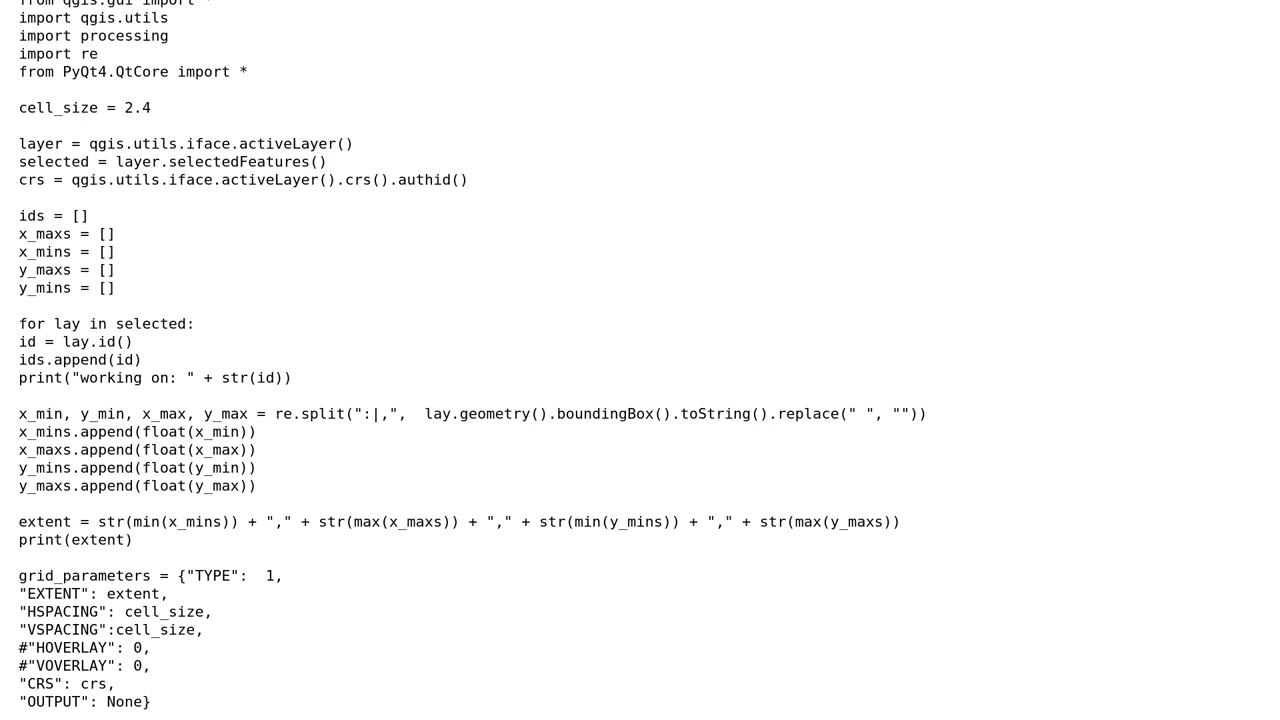 from qgis.gui import *
import qgis.utils
import processing
import re
from PyQt4.QtCore import *
cell_size = 2.4
layer = qgis.utils.iface.activeLayer()
selected = layer.selectedFeatures()
crs = qgis.utils.iface.activeLayer().crs().authid()
ids = []
x_maxs = []
x_mins = []
y_maxs = []
y_mins = []
for lay in selected:
id = lay.id()
ids.append(id)
print("working on: " + str(id))
x_min, y_min, x_max, y_max = re.split(":|,",  lay.geometry().boundingBox().toString().replace(" ", ""))
x_mins.append(float(x_min))
x_maxs.append(float(x_max))
y_mins.append(float(y_min))
y_maxs.append(float(y_max))
extent = str(min(x_mins)) + "," + str(max(x_maxs)) + "," + str(min(y_mins)) + "," + str(max(y_maxs))
print(extent)
grid_parameters = {"TYPE":  1,
"EXTENT": extent,
"HSPACING": cell_size,
"VSPACING":cell_size,
#"HOVERLAY": 0,
#"VOVERLAY": 0,
"CRS": crs,
"OUTPUT": None}